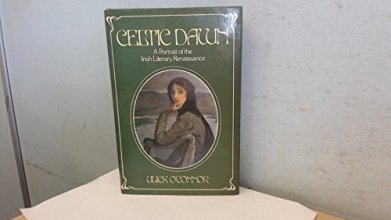 CELTIC DAWN
A Portrait of the
Irish Literary Renaissance
ULICK O'CONNOR